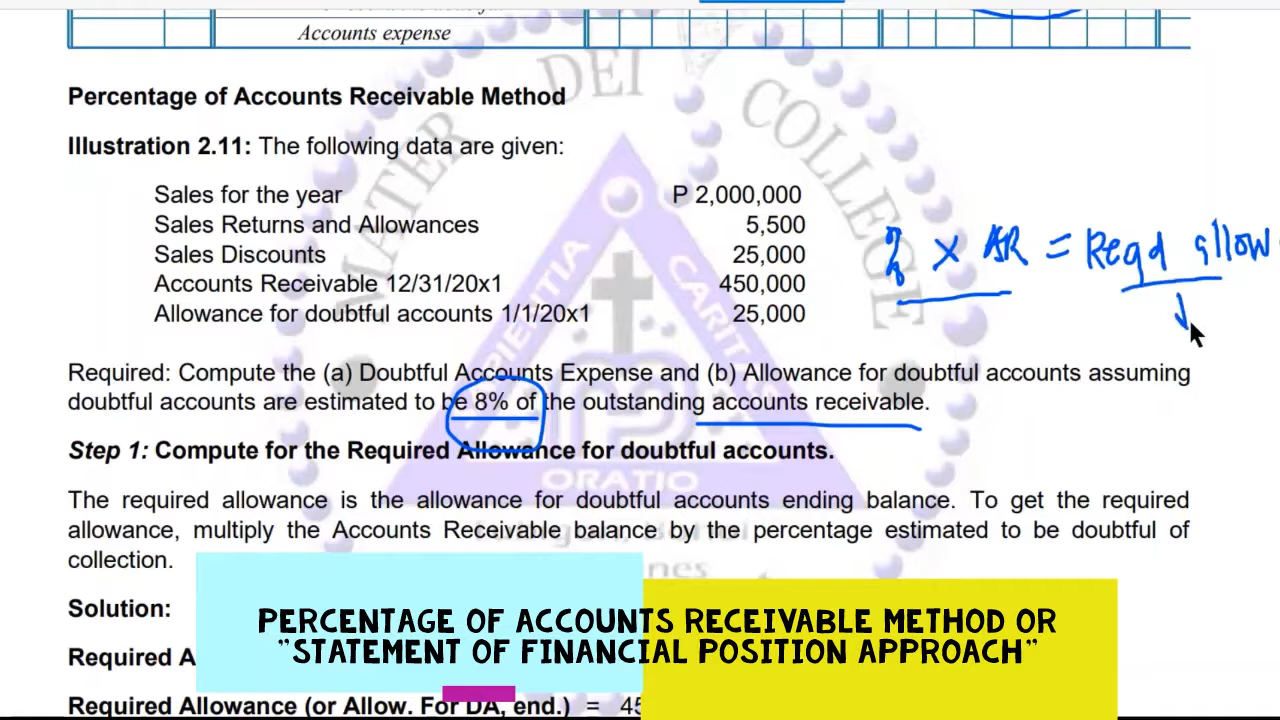 Accounts expense
Percentage of Accounts Receivable Method
Illustration 2.11: The following data are given:
Sales for the year P 2,000,000
Sales Returns and Allowances 5,500
Sales Discounts 25,000
Accounts Receivable 12/31/20x1 450,000
Allowance for doubtful accounts 1/1/20x1 25,000
% × AR = Reqd allow
Required: Compute the (a) Doubtful Accounts Expense and (b) Allowance for doubtful accounts assuming
doubtful accounts are estimated to be 8% of the outstanding accounts receivable.
Step 1: Compute for the Required Allowance for doubtful accounts.
The required allowance is the allowance for doubtful accounts ending balance. To get the required
allowance, multiply the Accounts Receivable balance by the percentage estimated to be doubtful of
collection.
Solution:
PERCENTAGE OF ACCOUNTS RECEIVABLE METHOD OR
"STATEMENT OF FINANCIAL POSITION APPROACH"
Required A
Required Allowance (or Allow. For DA, end.) = 45
MATER DEI COLLEGE
SAPIENTIA CARITAS
ORATIO